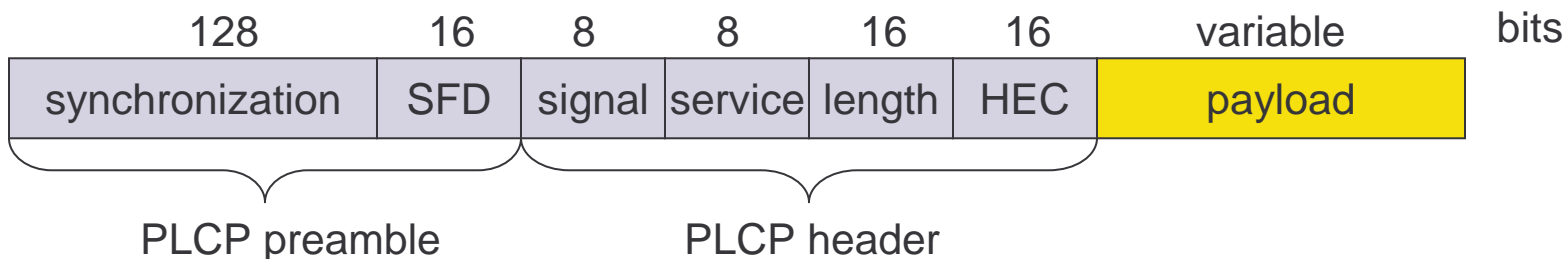 128 16 8 8 16 16 variable bits
synchronization SFD signal service length HEC payload
PLCP preamble PLCP header